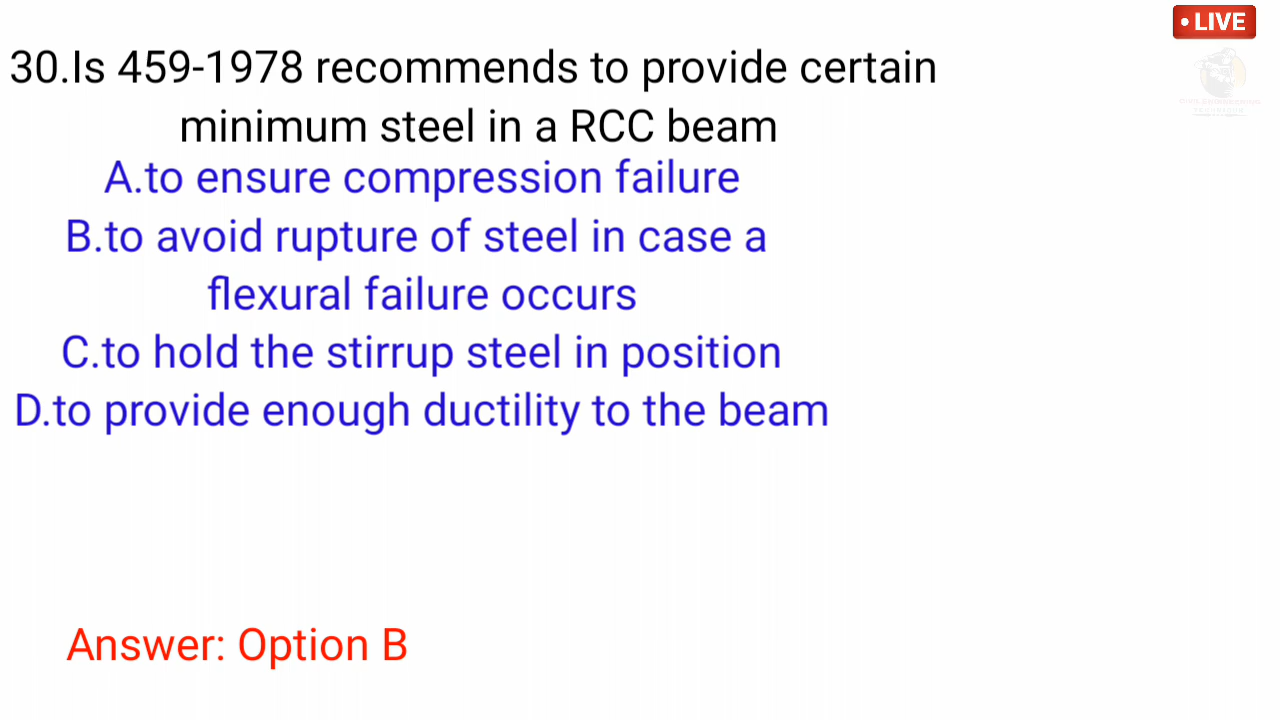 • LIVE
30.Is 459-1978 recommends to provide certain
minimum steel in a RCC beam
A.to ensure compression failure
B.to avoid rupture of steel in case a
flexural failure occurs
C.to hold the stirrup steel in position
D.to provide enough ductility to the beam
Answer: Option B